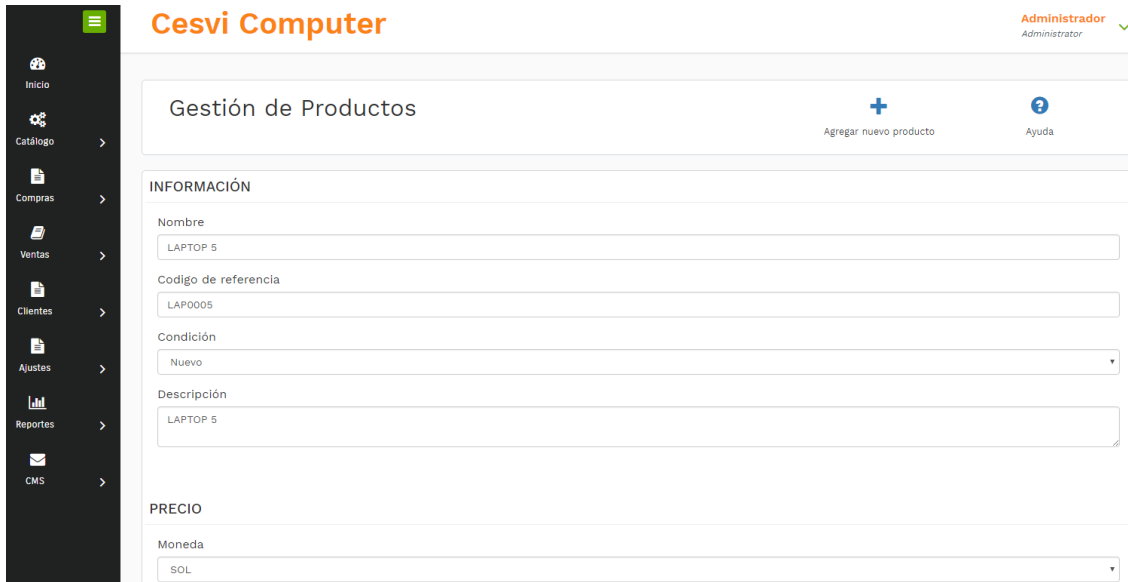 Cesvi Computer
Administrador
Administrator
Inicio
Catálogo
Compras
Ventas
Clientes
Ajustes
Reportes
CMS
Gestión de Productos
Agregar nuevo producto
Ayuda
INFORMACIÓN
Nombre
LAPTOP 5
Codigo de referencia
LAP0005
Condición
Nuevo
Descripción
LAPTOP 5
PRECIO
Moneda
SOL